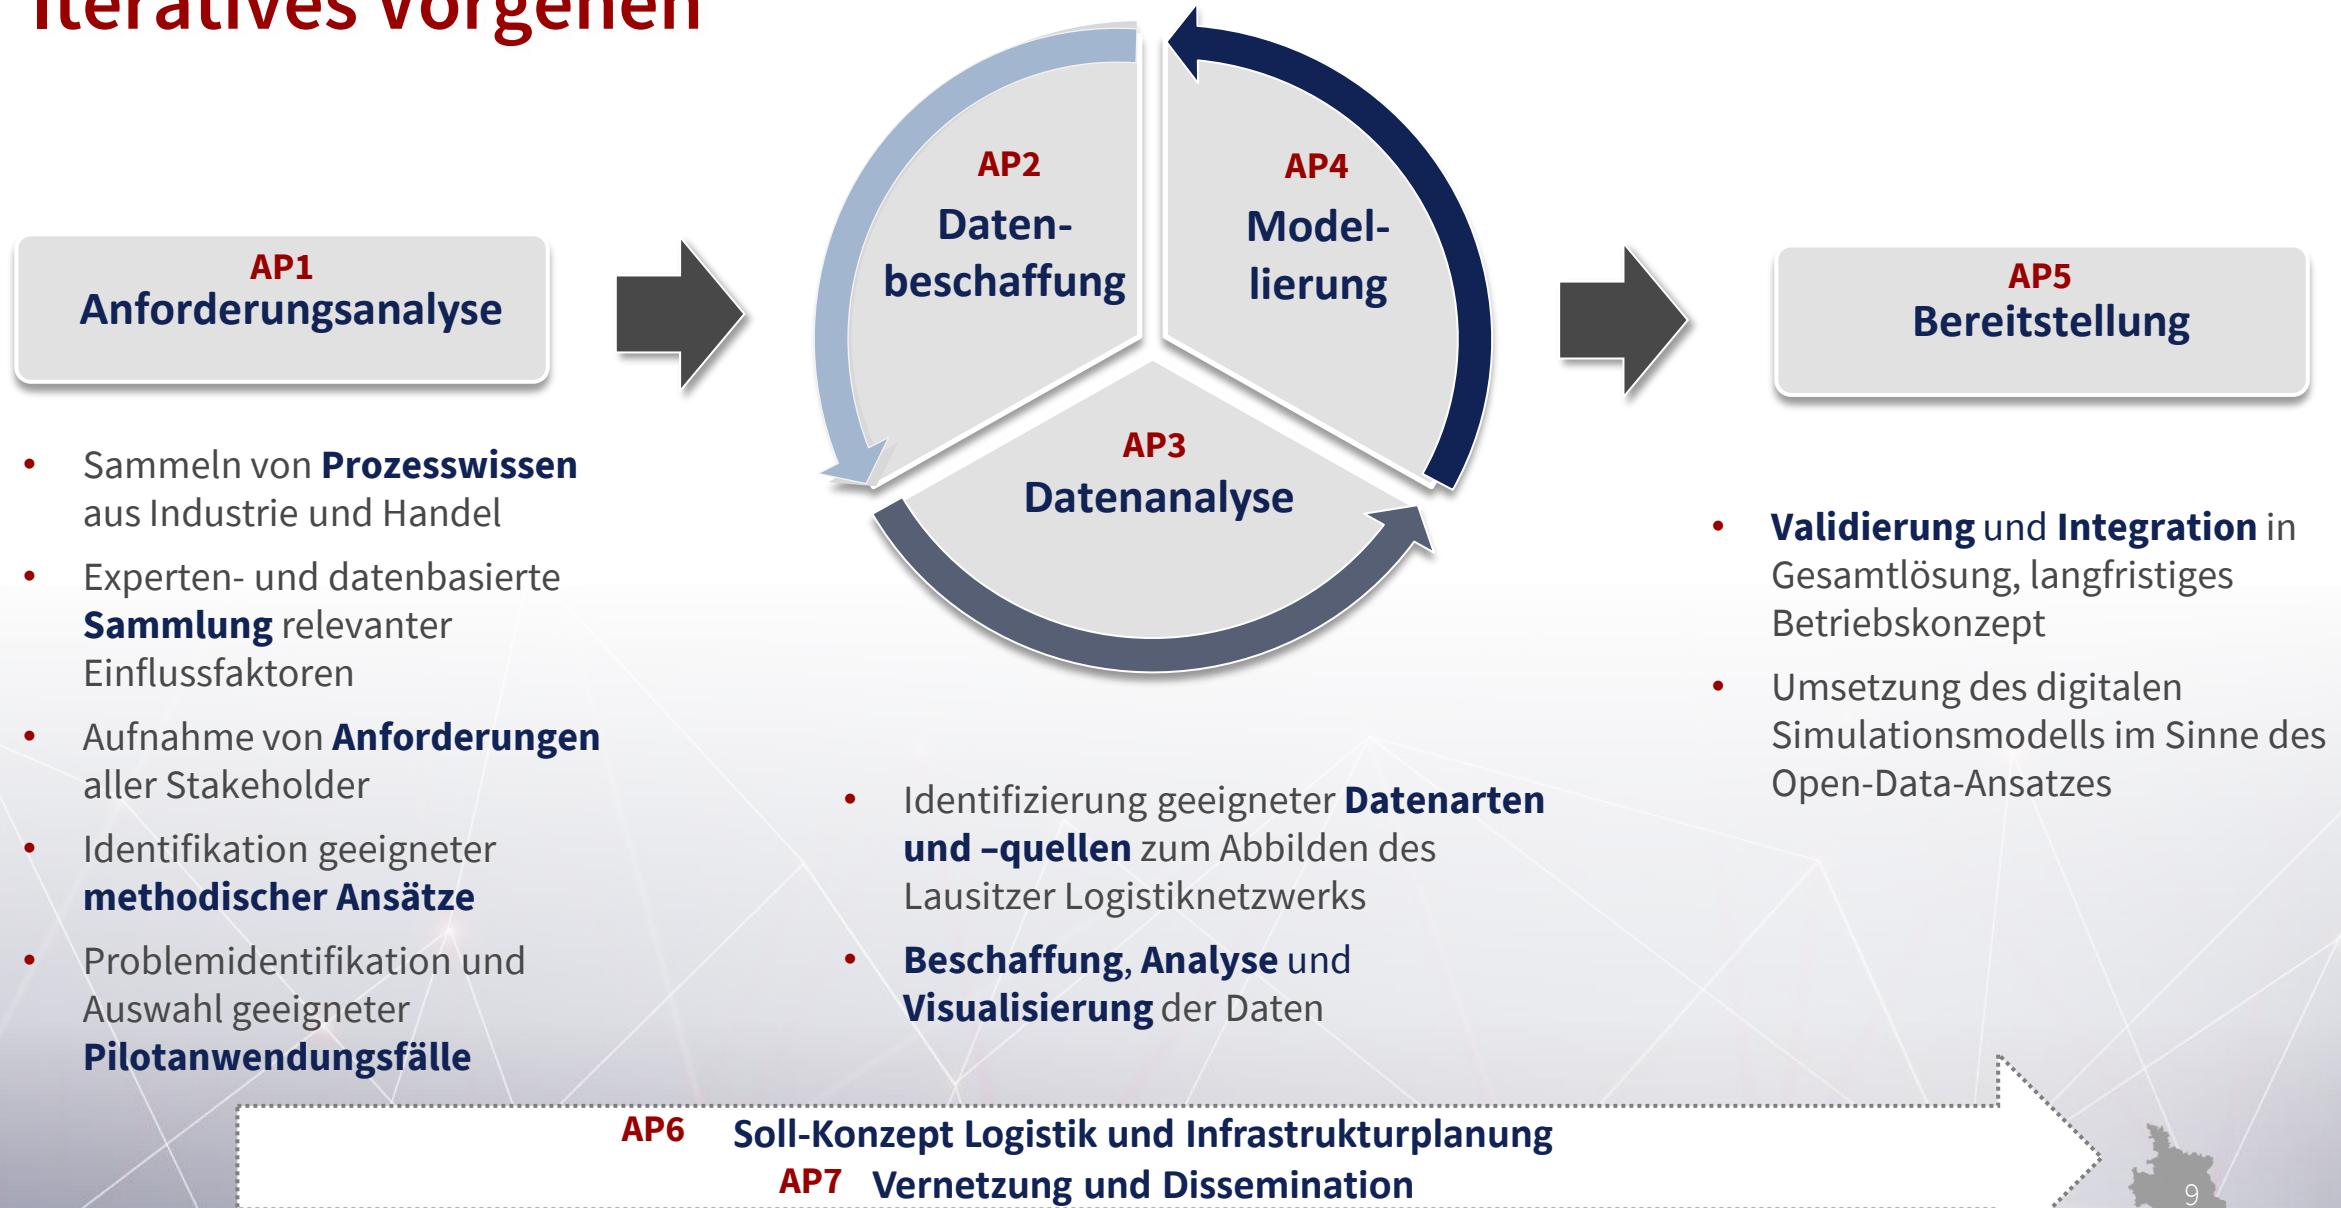 Iteratives Vorgehen
AP1
Anforderungsanalyse
• Sammeln von Prozesswissen
aus Industrie und Handel
• Experten- und datenbasierte
Sammlung relevanter
Einflussfaktoren
• Aufnahme von Anforderungen
aller Stakeholder
• Identifikation geeigneter
methodischer Ansätze
• Problemidentifikation und
Auswahl geeigneter
Pilotanwendungsfälle
AP2
Daten-
beschaffung
AP4
Model-
lierung
AP3
Datenanalyse
• Identifizierung geeigneter Datenarten
und –quellen zum Abbilden des
Lausitzer Logistiknetzwerks
• Beschaffung, Analyse und
Visualisierung der Daten
AP5
Bereitstellung
• Validierung und Integration in
Gesamtlösung, langfristiges
Betriebskonzept
• Umsetzung des digitalen
Simulationsmodells im Sinne des
Open-Data-Ansatzes
AP6 Soll-Konzept Logistik und Infrastrukturplanung
AP7 Vernetzung und Dissemination
9